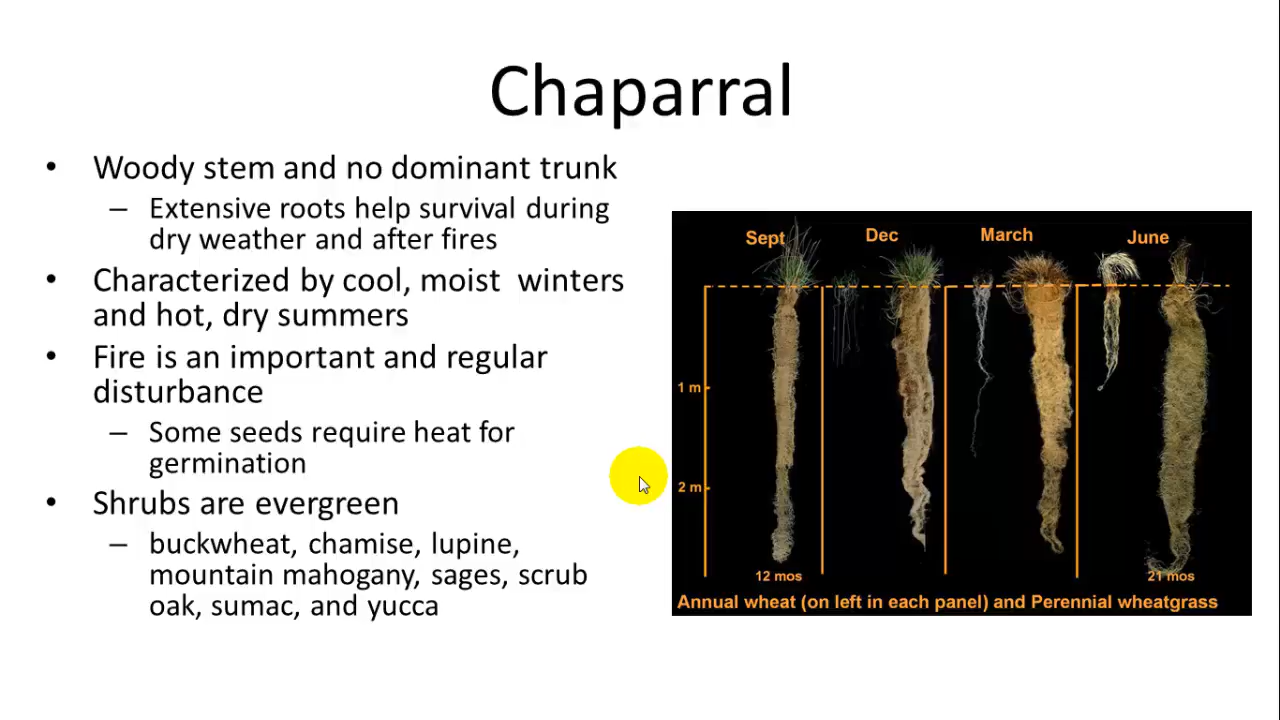 Chaparral
• Woody stem and no dominant trunk
– Extensive roots help survival during
dry weather and after fires
• Characterized by cool, moist winters
and hot, dry summers
• Fire is an important and regular
disturbance
– Some seeds require heat for
germination
• Shrubs are evergreen
– buckwheat, chamise, lupine,
mountain mahogany, sages, scrub
oak, sumac, and yucca
Sept Dec March June
1 m
2 m
12 mos 21 mos
Annual wheat (on left in each panel) and Perennial wheatgrass